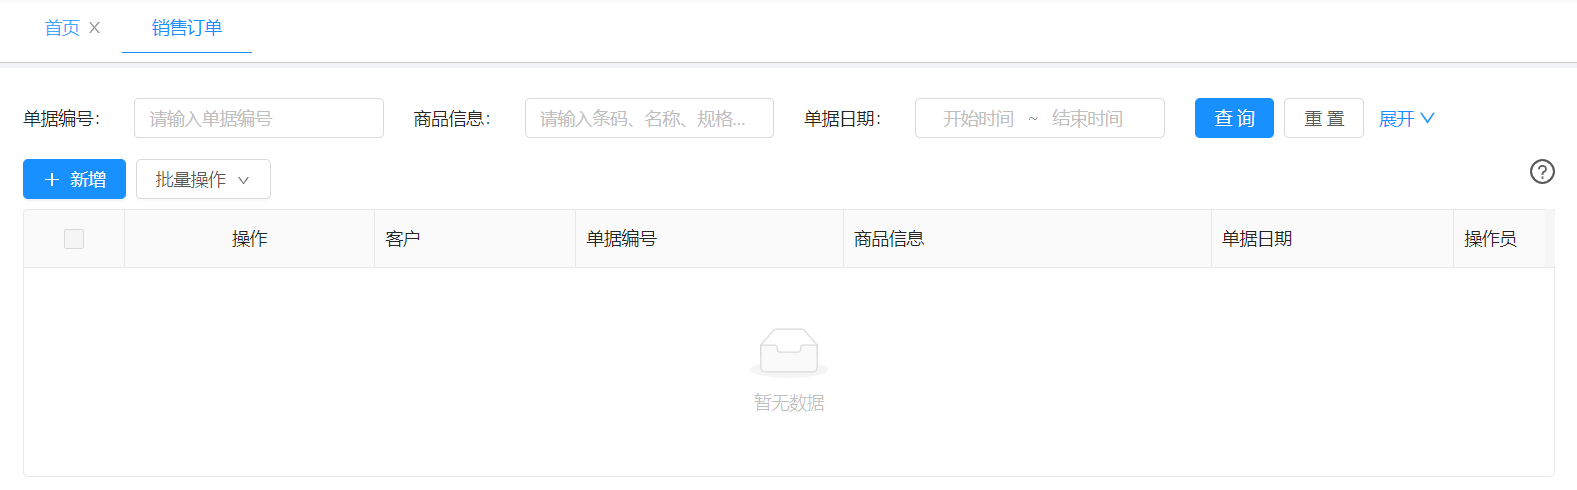 首页 X 销售订单
单据编号: 请输入单据编号 商品信息: 请输入条码、名称、规格... 单据日期: 开始时间 ~ 结束时间 查 询 重 置 展开
+ 新增 批量操作 ?
操作 客户 单据编号 商品信息 单据日期 操作员
暂无数据